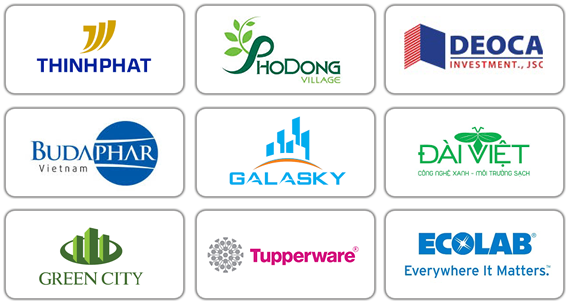 THINHPHAT
PHODONG
VILLAGE
DEOCA
INVESTMENT., JSC
BUDAPHAR
Vietnam
GALASKY
ĐÀI VIỆT
CÔNG NGHỆ XANH - MÔI TRƯỜNG SẠCH
GREEN CITY
Tupperware®
ECOLAB®
Everywhere It Matters.™